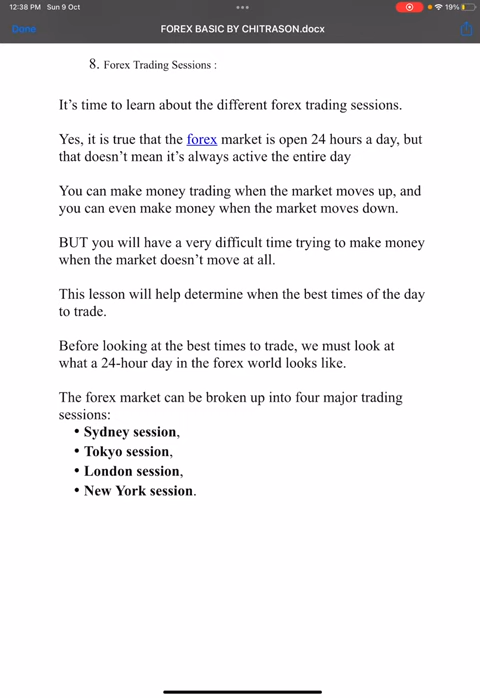 12:38 PM Sun 9 Oct
19%
Done
FOREX BASIC BY CHITRASON.docx
8. Forex Trading Sessions :
It’s time to learn about the different forex trading sessions.
Yes, it is true that the forex market is open 24 hours a day, but
that doesn’t mean it’s always active the entire day
You can make money trading when the market moves up, and
you can even make money when the market moves down.
BUT you will have a very difficult time trying to make money
when the market doesn’t move at all.
This lesson will help determine when the best times of the day
to trade.
Before looking at the best times to trade, we must look at
what a 24-hour day in the forex world looks like.
The forex market can be broken up into four major trading
sessions:
• Sydney session,
• Tokyo session,
• London session,
• New York session.